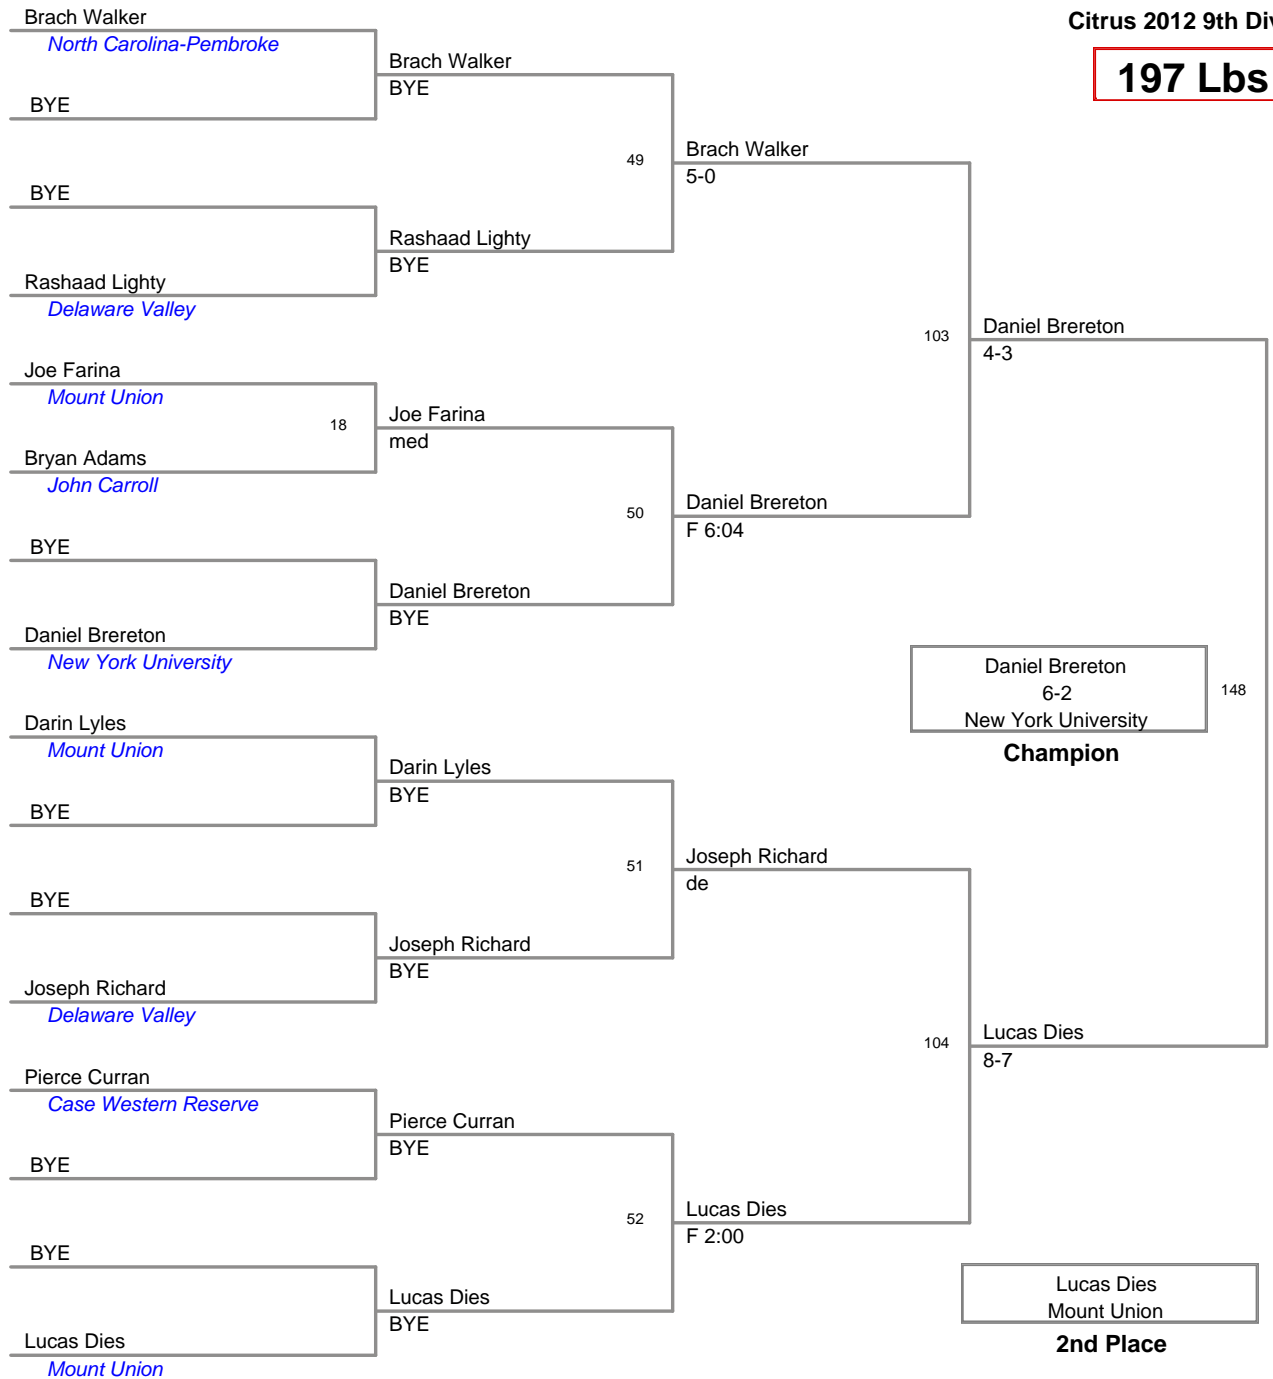 Citrus 2012 9th Div
197 Lbs
Brach Walker
North Carolina-Pembroke
BYE
BYE
Rashaad Lighty
Delaware Valley
Joe Farina
Mount Union
18
Bryan Adams
John Carroll
BYE
Daniel Brereton
New York University
Darin Lyles
Mount Union
BYE
BYE
Joseph Richard
Delaware Valley
Pierce Curran
Case Western Reserve
BYE
BYE
Lucas Dies
Mount Union
Brach Walker
BYE
49
Rashaad Lighty
BYE
Joe Farina
med
50
Daniel Brereton
BYE
Darin Lyles
BYE
51
Joseph Richard
BYE
Pierce Curran
BYE
52
Lucas Dies
BYE
Brach Walker
5-0
103
Daniel Brereton
F 6:04
Joseph Richard
de
104
Lucas Dies
F 2:00
Daniel Brereton
4-3
Lucas Dies
8-7
Daniel Brereton
6-2
New York University
Champion
148
Lucas Dies
Mount Union
2nd Place